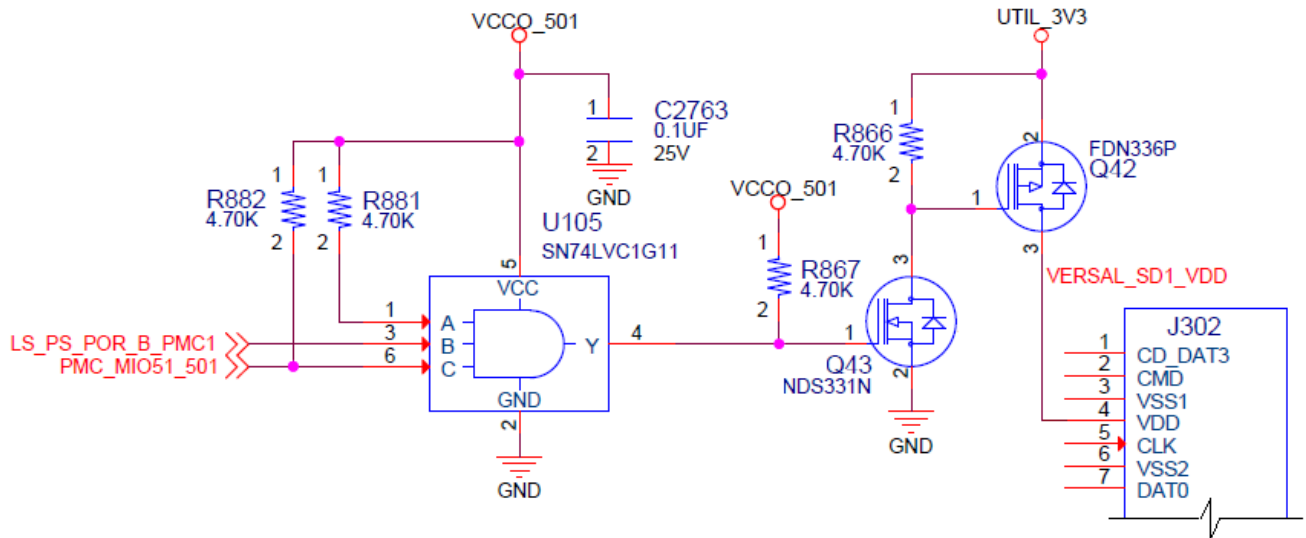 VCCO_501
UTIL_3V3
1
C2763
0.1UF
25V
2
GND
1
R866
4.70K
2
2
FDN336P
Q42
1
3
1
R882
4.70K
2
1
R881
4.70K
2
VCCO_501
1
R867
4.70K
2
U105
SN74LVC1G11
5
VCC
1
A
LS_PS_POR_B_PMC1
3
B
PMC_MIO51_501
6
C
Y
4
GND
2
GND
3
1
Q43
NDS331N
2
GND
VERSAL_SD1_VDD
J302
1 CD_DAT3
2 CMD
3 VSS1
4 VDD
5 CLK
6 VSS2
7 DAT0